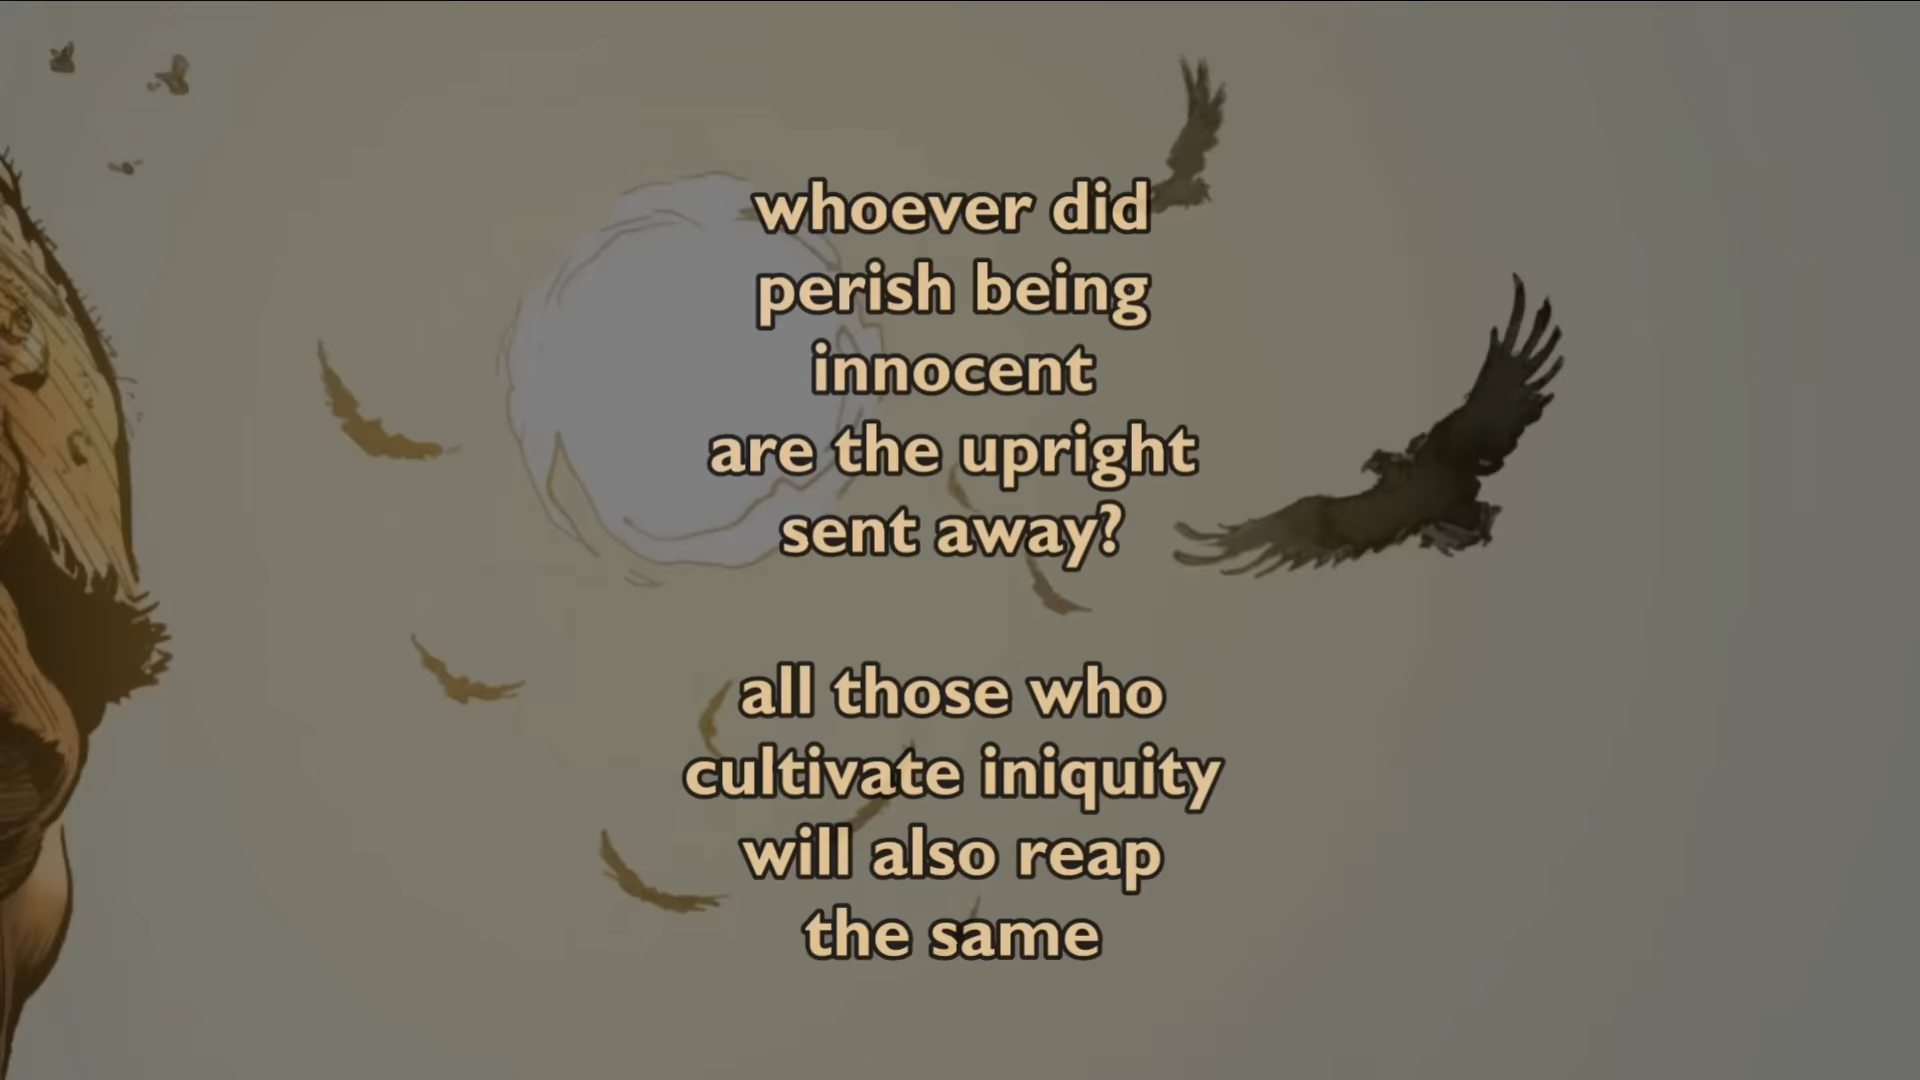 whoever did
perish being
innocent
are the upright
sent away?
all those who
cultivate iniquity
will also reap
the same